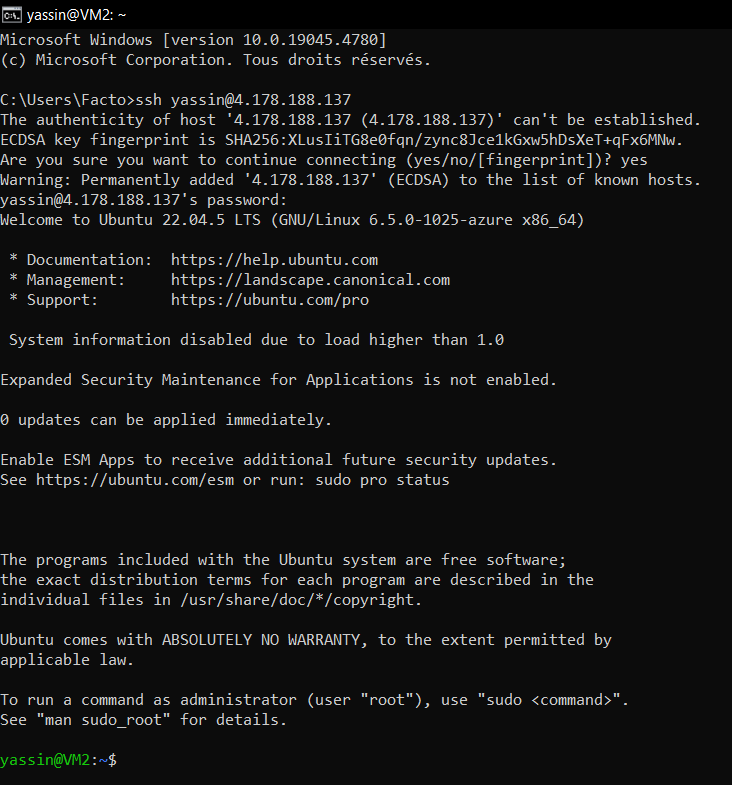 yassin@VM2: ~
Microsoft Windows [version 10.0.19045.4780]
(c) Microsoft Corporation. Tous droits réservés.
C:\Users\Facto>ssh yassin@4.178.188.137
The authenticity of host '4.178.188.137 (4.178.188.137)' can't be established.
ECDSA key fingerprint is SHA256:XLusIiTG8e0fqn/zync8Jce1kGxw5hDsXeT+qFx6MNw.
Are you sure you want to continue connecting (yes/no/[fingerprint])? yes
Warning: Permanently added '4.178.188.137' (ECDSA) to the list of known hosts.
yassin@4.178.188.137's password:
Welcome to Ubuntu 22.04.5 LTS (GNU/Linux 6.5.0-1025-azure x86_64)
* Documentation:  https://help.ubuntu.com
* Management:     https://landscape.canonical.com
* Support:        https://ubuntu.com/pro
System information disabled due to load higher than 1.0
Expanded Security Maintenance for Applications is not enabled.
0 updates can be applied immediately.
Enable ESM Apps to receive additional future security updates.
See https://ubuntu.com/esm or run: sudo pro status
The programs included with the Ubuntu system are free software;
the exact distribution terms for each program are described in the
individual files in /usr/share/doc/*/copyright.
Ubuntu comes with ABSOLUTELY NO WARRANTY, to the extent permitted by
applicable law.
To run a command as administrator (user "root"), use "sudo <command>".
See "man sudo_root" for details.
yassin@VM2:~$